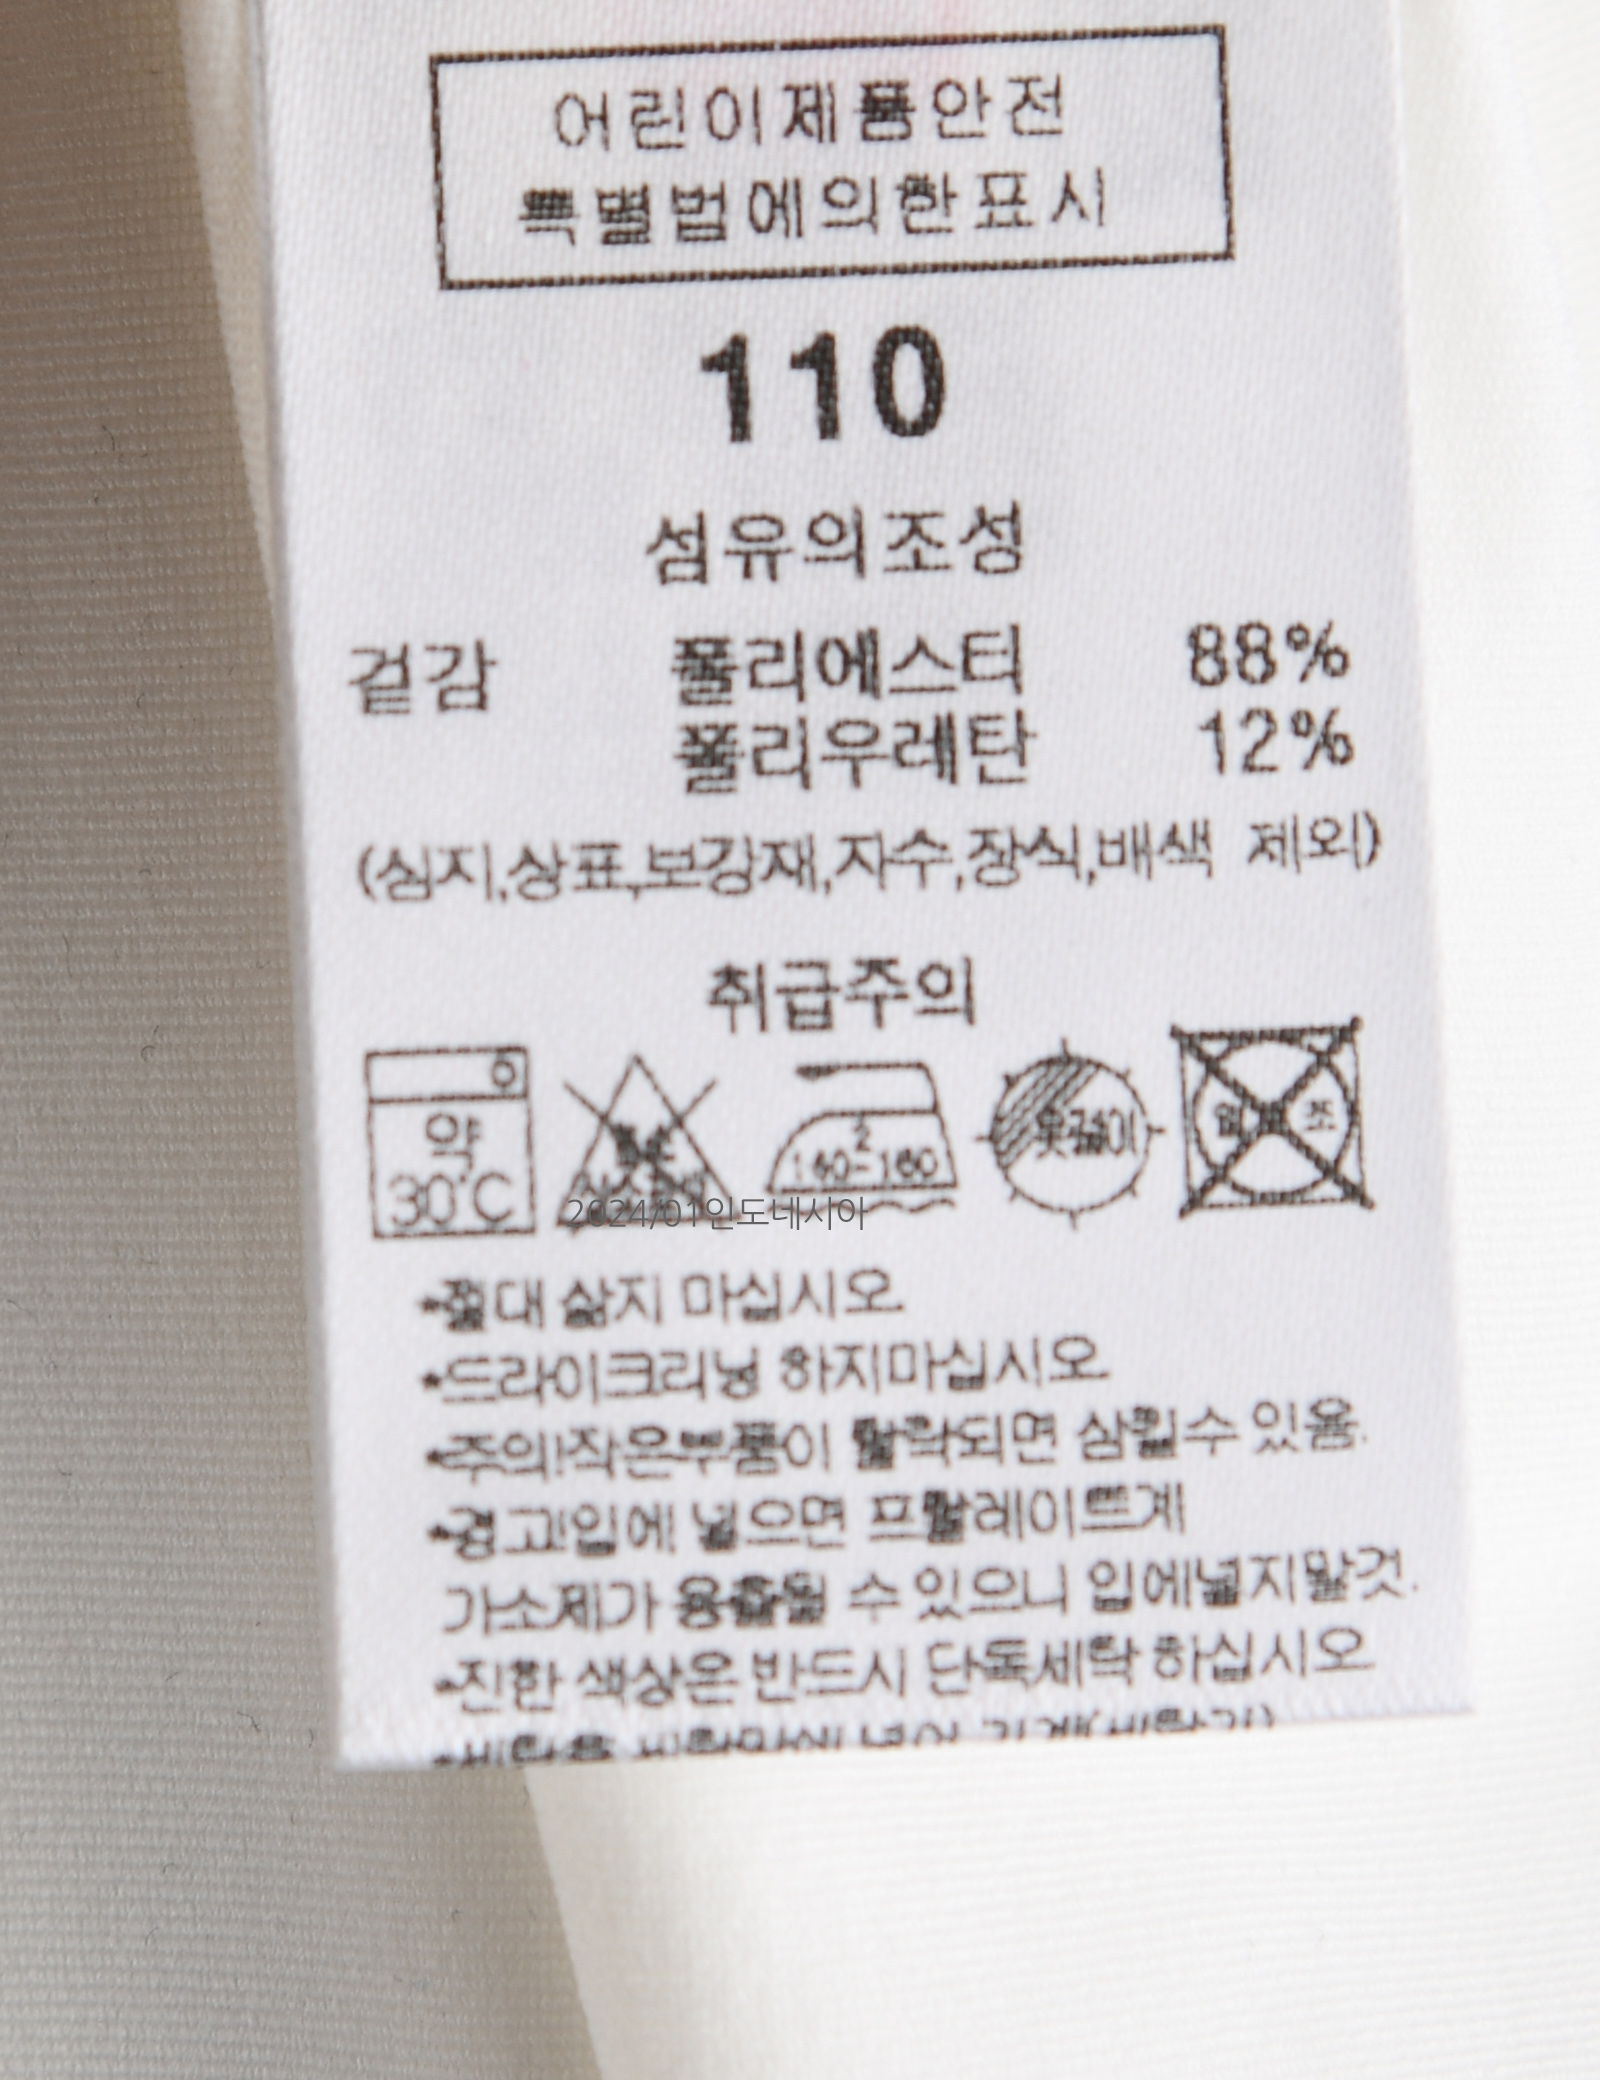 어린이제품안전
특별법에의한표시
110
섬유의조성
겉감 폴리에스터 88%
폴리우레탄 12%
(심지,상표,보강재,자수,장식,배색 제외)
취급주의
약
30℃
2
140-160
옷걸이
2024/01인도네시아
*절대 삶지 마십시오
*드라이크리닝 하지마십시오
*주의!작은부품이 탈락되면 삼킬수 있음.
*경고!입에 넣으면 프탈레이트계
가소제가 용출될 수 있으니 입에넣지말것.
*진한 색상은 반드시 단독세탁 하십시오